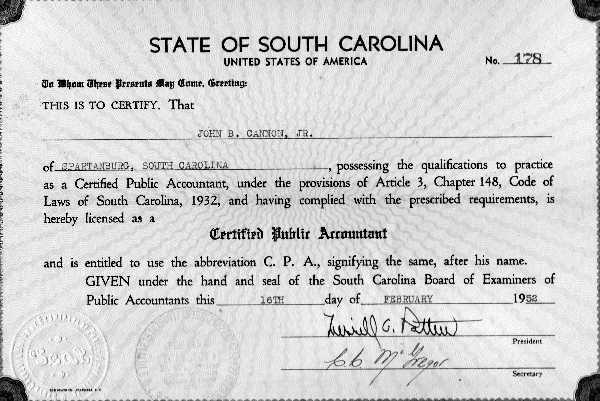 STATE OF SOUTH CAROLINA
UNITED STATES OF AMERICA
No. 178
To Whom These Presents May Come, Greeting:
THIS IS TO CERTIFY. That
JOHN B. CANNON, JR.
of SPARTANBURG, SOUTH CAROLINA, possessing the qualifications to practice
as a Certified Public Accountant, under the provisions of Article 3, Chapter 148, Code of
Laws of South Carolina, 1932, and having complied with the prescribed requirements, is
hereby licensed as a
Certified Public Accountant
and is entitled to use the abbreviation C. P. A., signifying the same, after his name.
GIVEN under the hand and seal of the South Carolina Board of Examiners of
Public Accountants this 16TH day of FEBRUARY 1952
President
C.C. McGregor
Secretary
Seal